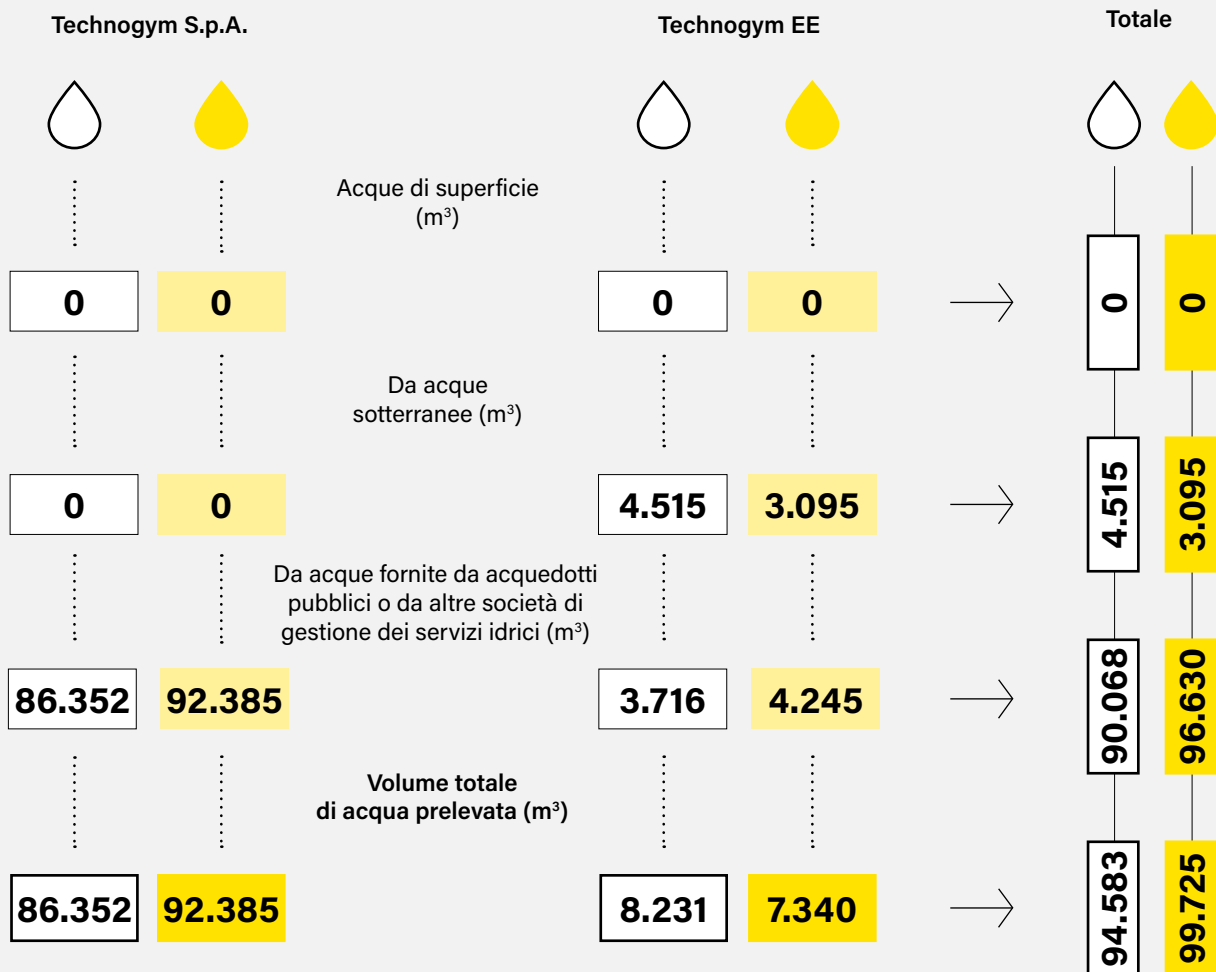 Technogym S.p.A.
Technogym EE
Totale
Acque di superficie
(m³)
0
0
0
0
0
0
Da acque
sotterranee (m³)
0
0
4.515
3.095
4.515
3.095
Da acque fornite da acquedotti
pubblici o da altre società di
gestione dei servizi idrici (m³)
86.352
92.385
3.716
4.245
90.068
96.630
Volume totale
di acqua prelevata (m³)
86.352
92.385
8.231
7.340
94.583
99.725